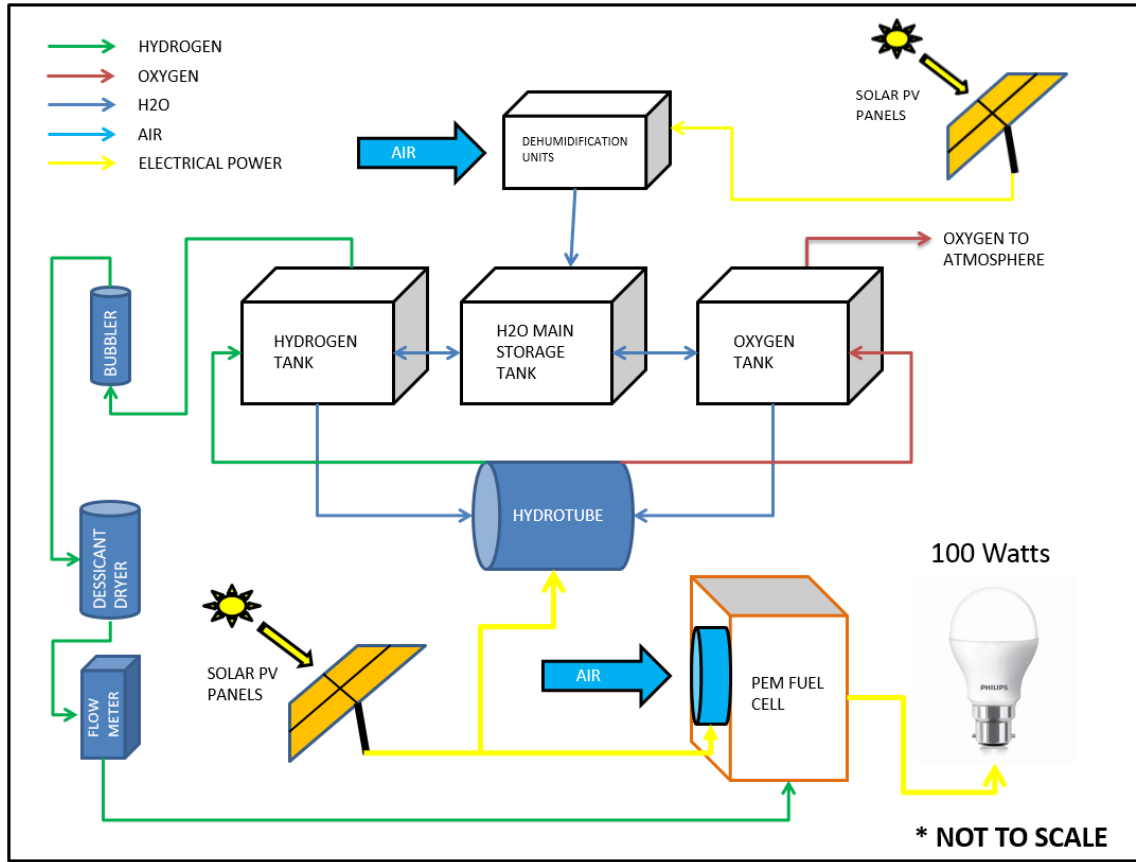 HYDROGEN
OXYGEN
H2O
AIR
ELECTRICAL POWER
SOLAR PV
PANELS
AIR
DEHUMIDIFICATION
UNITS
OXYGEN TO
ATMOSPHERE
BUBBLER
HYDROGEN
TANK
H2O MAIN
STORAGE
TANK
OXYGEN
TANK
HYDROTUBE
DESSICANT
DRYER
100 Watts
SOLAR PV
PANELS
AIR
PEM FUEL
CELL
PHILIPS
FLOW
METER
* NOT TO SCALE